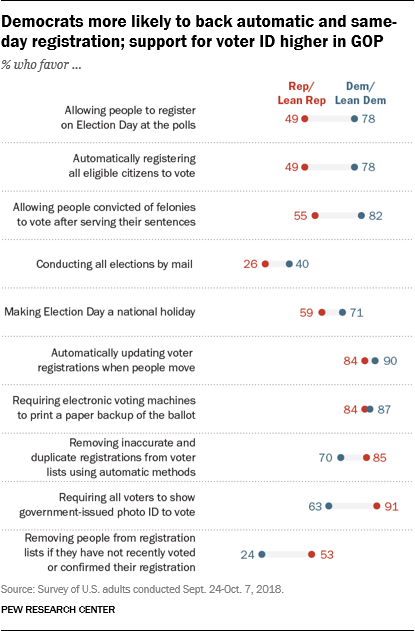 Democrats more likely to back automatic and same-
day registration; support for voter ID higher in GOP
% who favor ...
Rep/
Lean Rep
Dem/
Lean Dem
Allowing people to register
on Election Day at the polls
49 78
Automatically registering
all eligible citizens to vote
49 78
Allowing people convicted of felonies
to vote after serving their sentences
55 82
Conducting all elections by mail
26 40
Making Election Day a national holiday
59 71
Automatically updating voter
registrations when people move
84 90
Requiring electronic voting machines
to print a paper backup of the ballot
84 87
Removing inaccurate and
duplicate registrations from voter
lists using automatic methods
70 85
Requiring all voters to show
government-issued photo ID to vote
63 91
Removing people from registration
lists if they have not recently voted
or confirmed their registration
24 53
Source: Survey of U.S. adults conducted Sept. 24-Oct. 7, 2018.
PEW RESEARCH CENTER